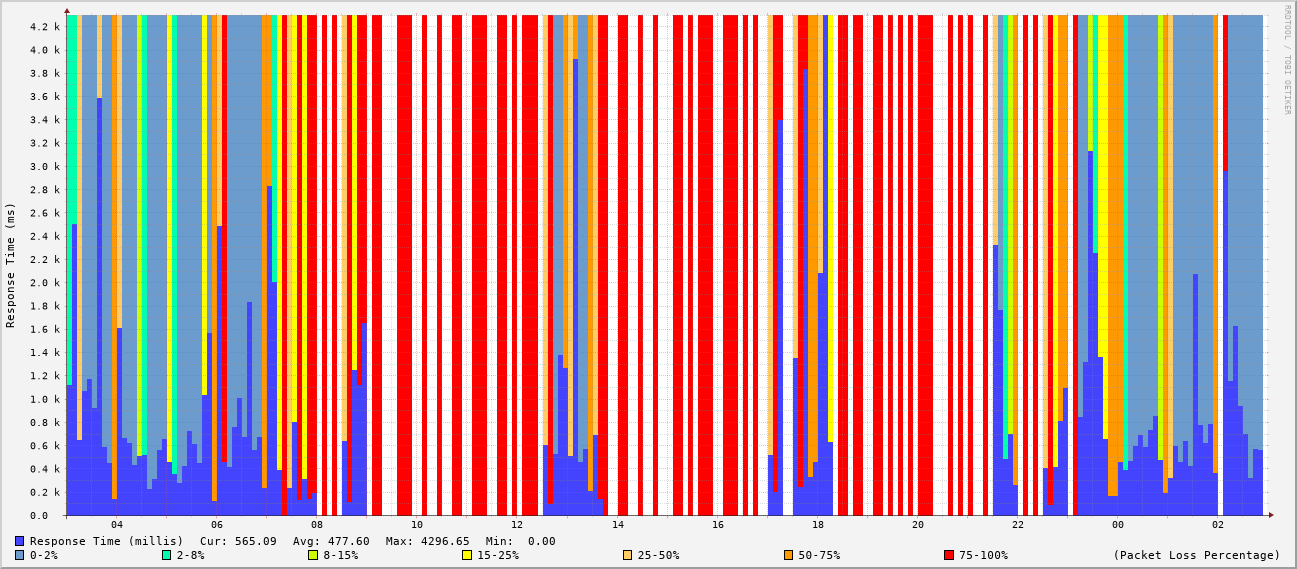 4.2 k
4.0 k
3.8 k
3.6 k
3.4 k
3.2 k
3.0 k
2.8 k
2.6 k
2.4 k
2.2 k
2.0 k
1.8 k
1.6 k
1.4 k
1.2 k
1.0 k
0.8 k
0.6 k
0.4 k
0.2 k
0.0
Response Time (ms)
RRDTOOL / TOBI OETIKER
04 06 08 10 12 14 16 18 20 22 00 02
Response Time (millis) Cur: 565.09 Avg: 477.60 Max: 4296.65 Min: 0.00
0-2% 2-8% 8-15% 15-25% 25-50% 50-75% 75-100% (Packet Loss Percentage)